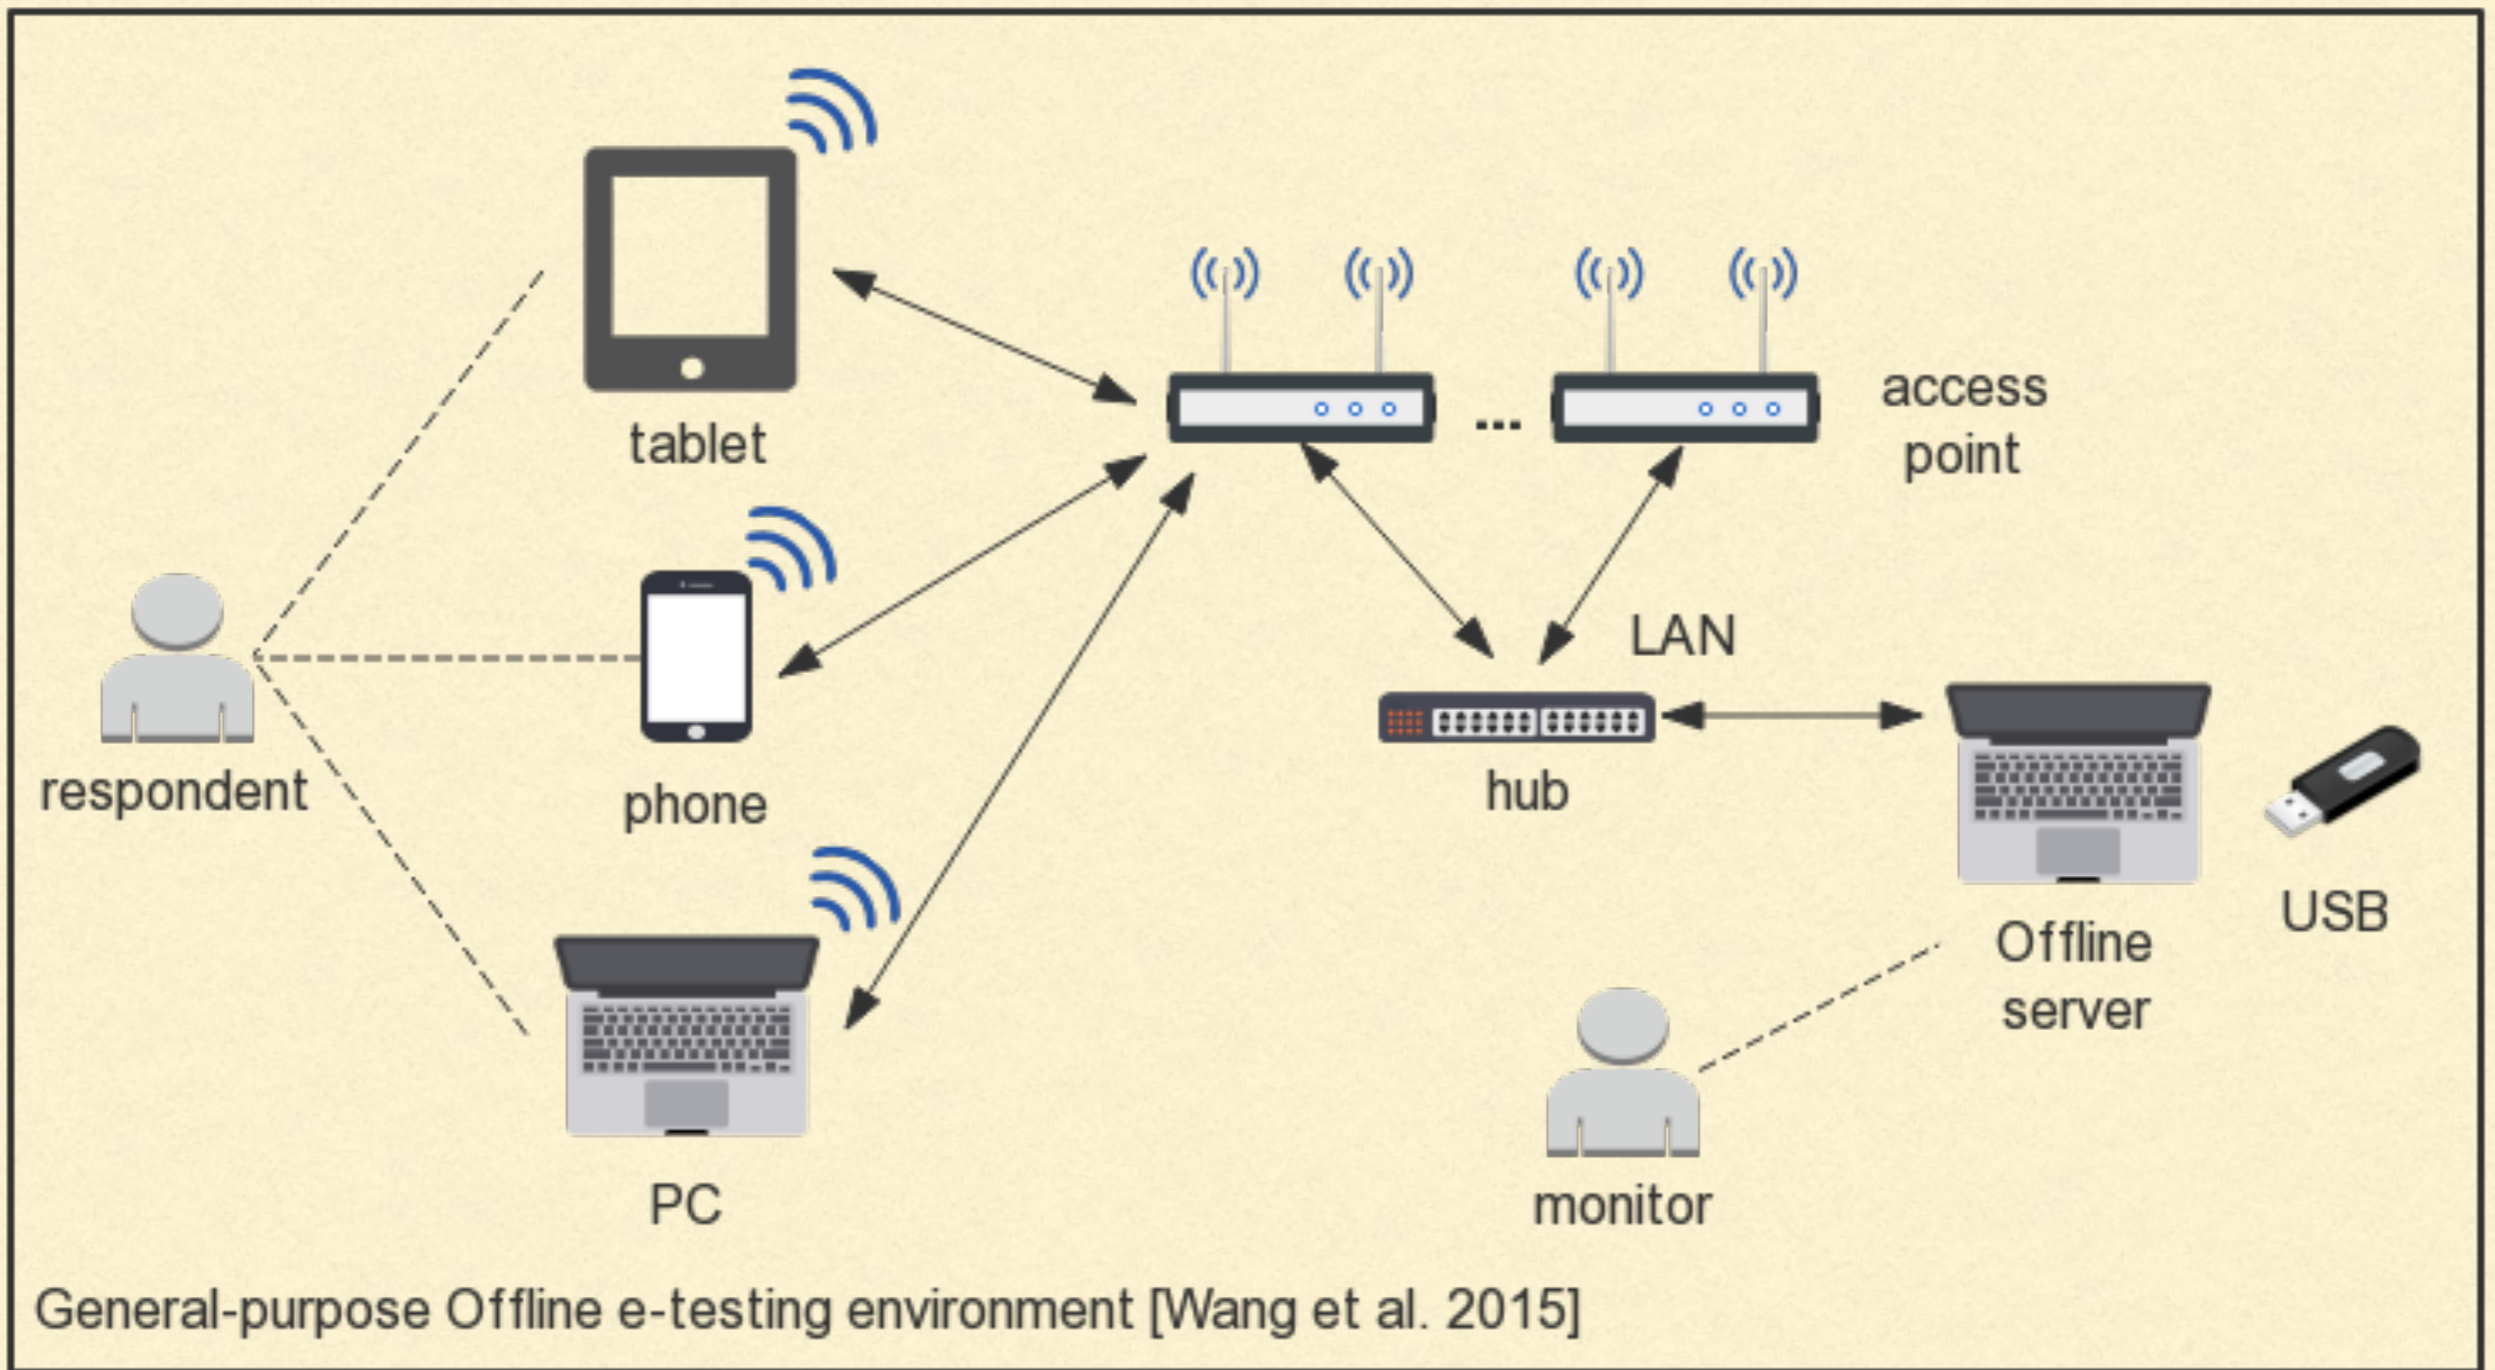 tablet
access
point
LAN
respondent
phone
hub
USB
Offline
server
PC
monitor
General-purpose Offline e-testing environment [Wang et al. 2015]